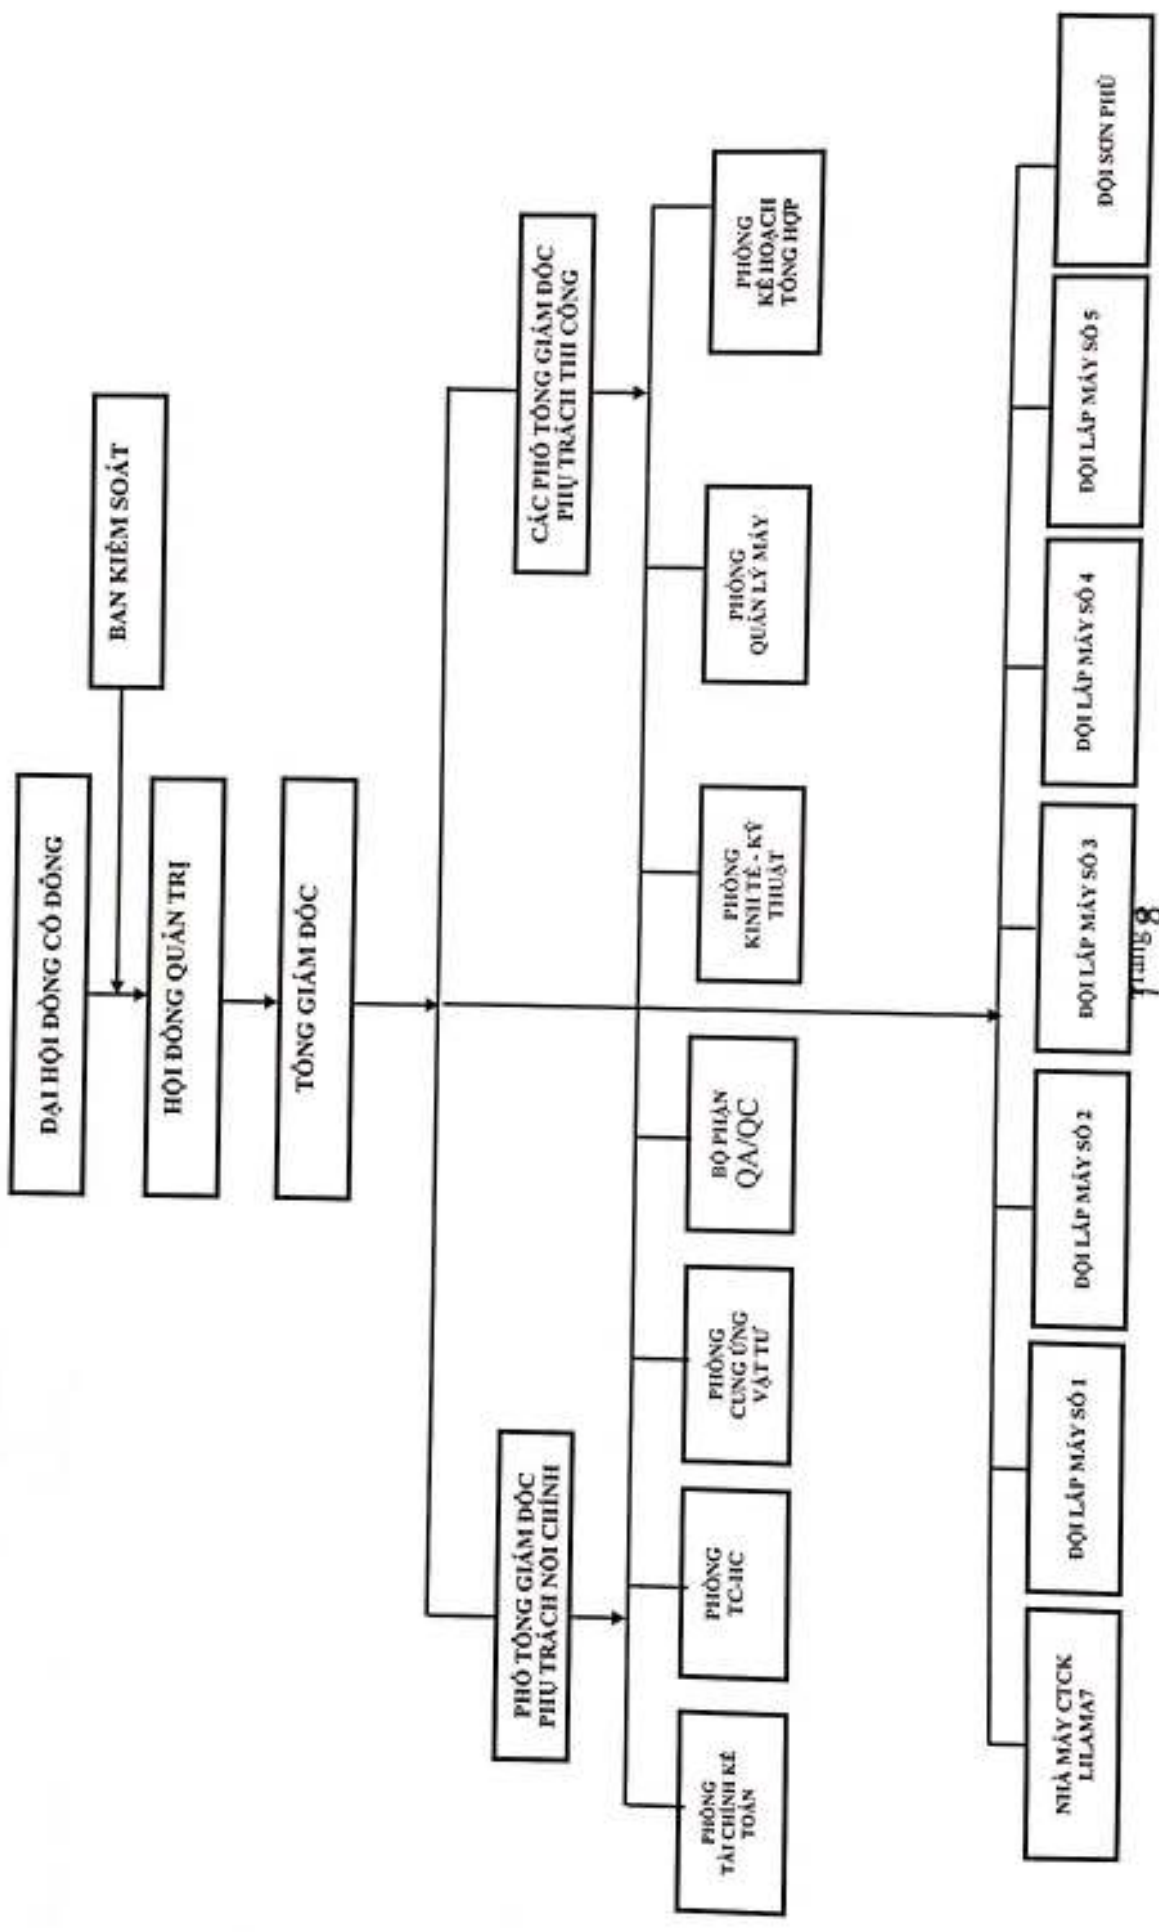 ĐẠI HỘI ĐỒNG CỔ ĐÔNG
BAN KIỂM SOÁT
HỘI ĐỒNG QUẢN TRỊ
TỔNG GIÁM ĐỐC
PHÓ TỔNG GIÁM ĐỐC
PHỤ TRÁCH NỘI CHÍNH
CÁC PHÓ TỔNG GIÁM ĐỐC
PHỤ TRÁCH THI CÔNG
PHÒNG
TÀI CHÍNH KẾ
TOÁN
PHÒNG
TC-HC
PHÒNG
CUNG ỨNG
VẬT TƯ
BỘ PHẬN
QA/QC
PHÒNG
KINH TẾ - KỸ
THUẬT
PHÒNG
QUẢN LÝ MÁY
PHÒNG
KẾ HOẠCH
TỔNG HỢP
NHÀ MÁY CTCK
LILAMA7
ĐỘI LẮP MÁY SỐ 1
ĐỘI LẮP MÁY SỐ 2
ĐỘI LẮP MÁY SỐ 3
ĐỘI LẮP MÁY SỐ 4
ĐỘI LẮP MÁY SỐ 5
ĐỘI SƠN PHỦ
Trang 8